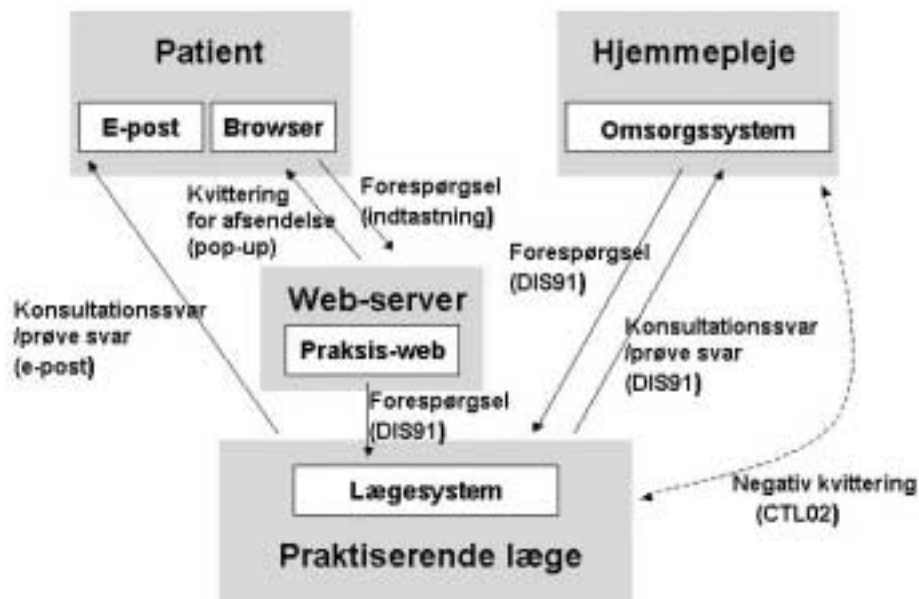 Patient
E-post
Browser
Hjemmepleje
Omsorgssystem
Kvittering
for afsendelse
(pop-up)
Forespørgsel
(indtastning)
Forespørgsel
(DIS91)
Web-server
Praksis-web
Konsultationssvar
/prøve svar
(e-post)
Konsultationssvar
/prøve svar
(DIS91)
Forespørgsel
(DIS91)
Lægesystem
Praktiserende læge
Negativ kvittering
(CTL02)